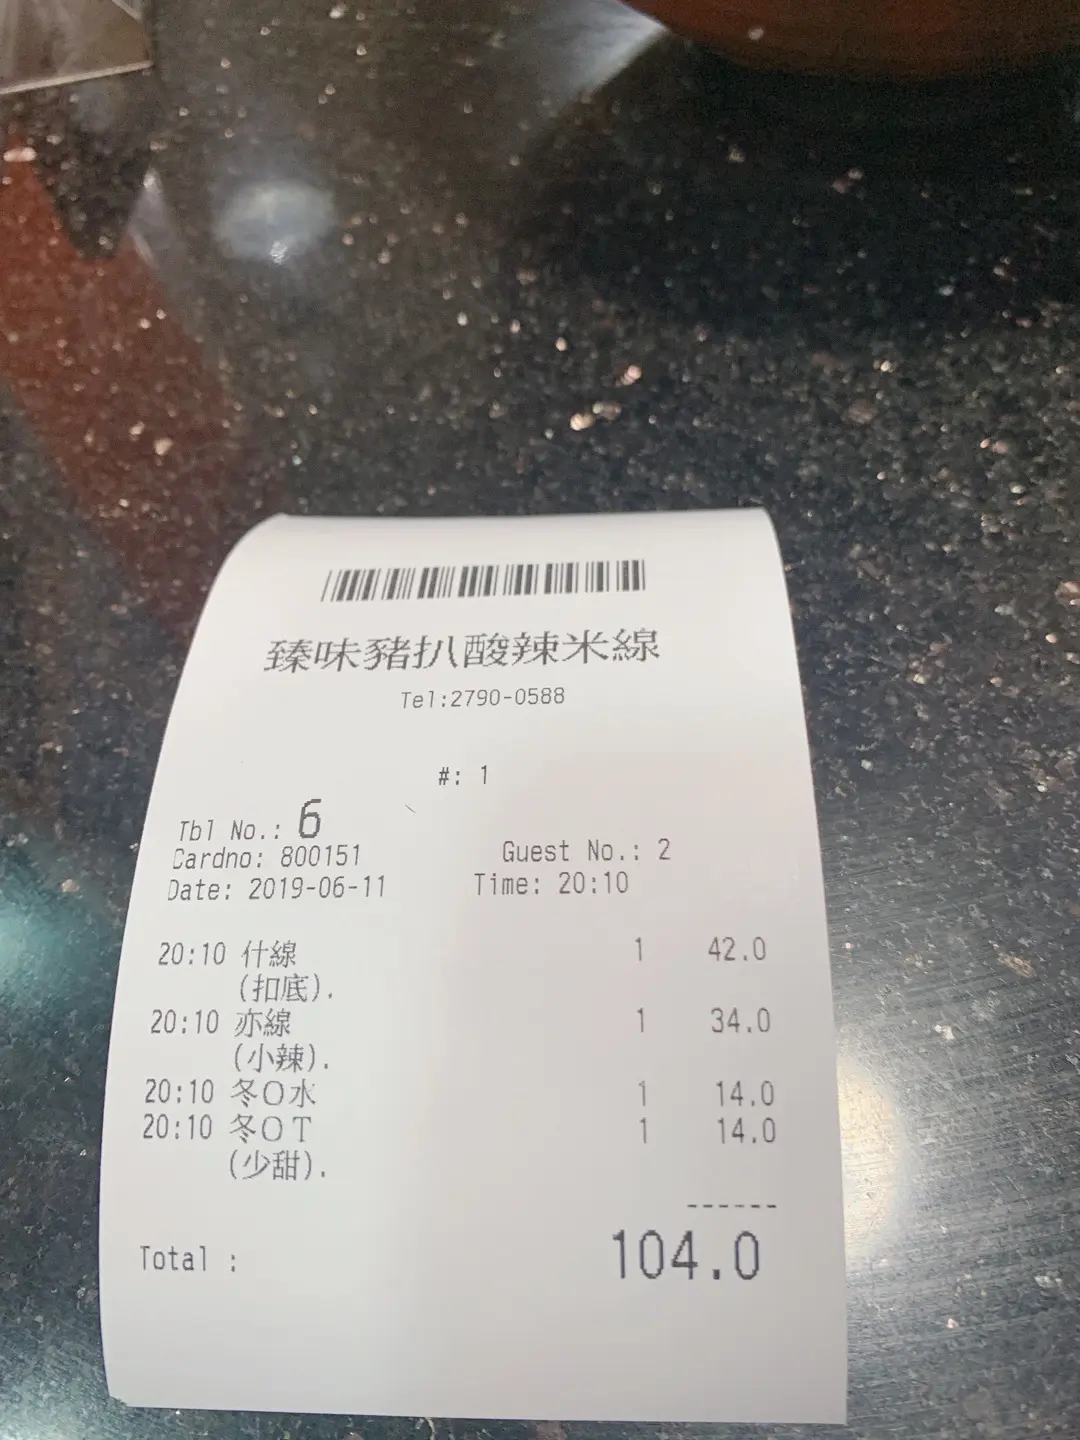 臻味豬扒酸辣米線
Tel:2790-0588
#: 1
Tbl No.: 6
Cardno: 800151 Guest No.: 2
Date: 2019-06-11 Time: 20:10
20:10 什線 1 42.0
(扣底).
20:10 亦線 1 34.0
(小辣).
20:10 冬O水 1 14.0
20:10 冬OT 1 14.0
(少甜).
------
Total : 104.0